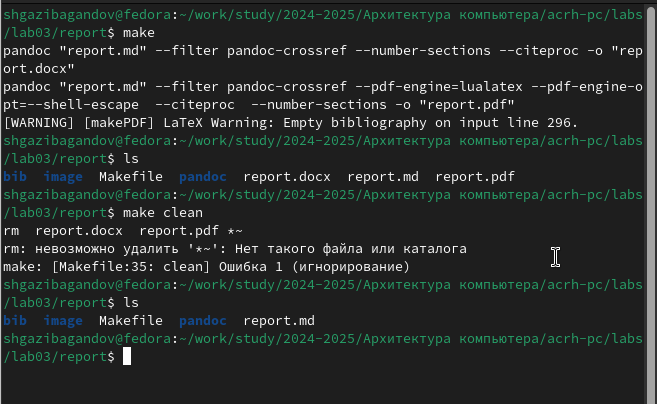 shgazibagandov@fedora:~/work/study/2024-2025/Архитектура компьютера/acrh-pc/labs
/lab03/report$ make
pandoc "report.md" --filter pandoc-crossref --number-sections --citeproc -o "rep
ort.docx"
pandoc "report.md" --filter pandoc-crossref --pdf-engine=lualatex --pdf-engine-o
pt=--shell-escape  --citeproc  --number-sections -o "report.pdf"
[WARNING] [makePDF] LaTeX Warning: Empty bibliography on input line 296.
shgazibagandov@fedora:~/work/study/2024-2025/Архитектура компьютера/acrh-pc/labs
/lab03/report$ ls
bib  image  Makefile  pandoc  report.docx  report.md  report.pdf
shgazibagandov@fedora:~/work/study/2024-2025/Архитектура компьютера/acrh-pc/labs
/lab03/report$ make clean
rm  report.docx  report.pdf *~
rm: невозможно удалить '*~': Нет такого файла или каталога
make: [Makefile:35: clean] Ошибка 1 (игнорирование)
shgazibagandov@fedora:~/work/study/2024-2025/Архитектура компьютера/acrh-pc/labs
/lab03/report$ ls
bib  image  Makefile  pandoc  report.md
shgazibagandov@fedora:~/work/study/2024-2025/Архитектура компьютера/acrh-pc/labs
/lab03/report$